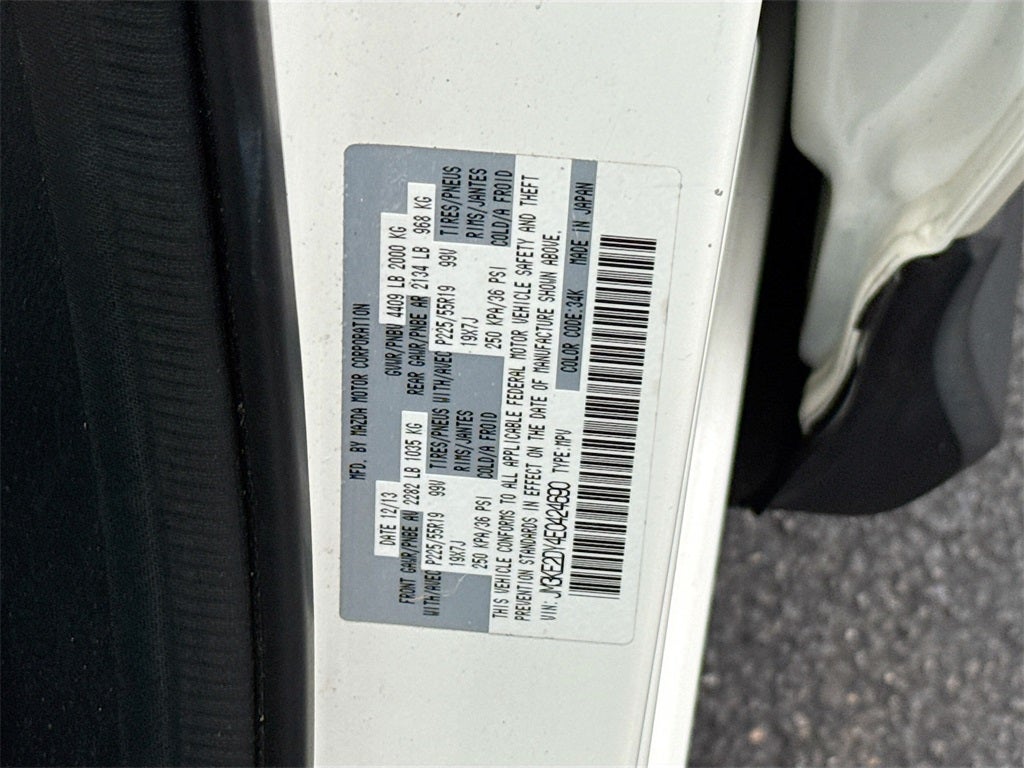 MFD. BY MAZDA MOTOR CORPORATION
DATE 12/13 GVWR/PNBV 4409 LB 2000 KG
FRONT GAWR/PNBE AV 2282 LB 1035 KG REAR GAWR/PNBE AR 2134 LB 968 KG
WITH/AVEC P225/55R19 99V TIRES/PNEUS WITH/AVEC P225/55R19 99V TIRES/PNEUS
19X7J RIMS/JANTES 19X7J RIMS/JANTES
250 KPA/36 PSI COLD/A FROID 250 KPA/36 PSI COLD/A FROID
THIS VEHICLE CONFORMS TO ALL APPLICABLE FEDERAL MOTOR VEHICLE SAFETY AND THEFT
PREVENTION STANDARDS IN EFFECT ON THE DATE OF MANUFACTURE SHOWN ABOVE.
VIN: JM3KE2DY4E0424690 TYPE: MPV COLOR CODE: 34K MADE IN JAPAN